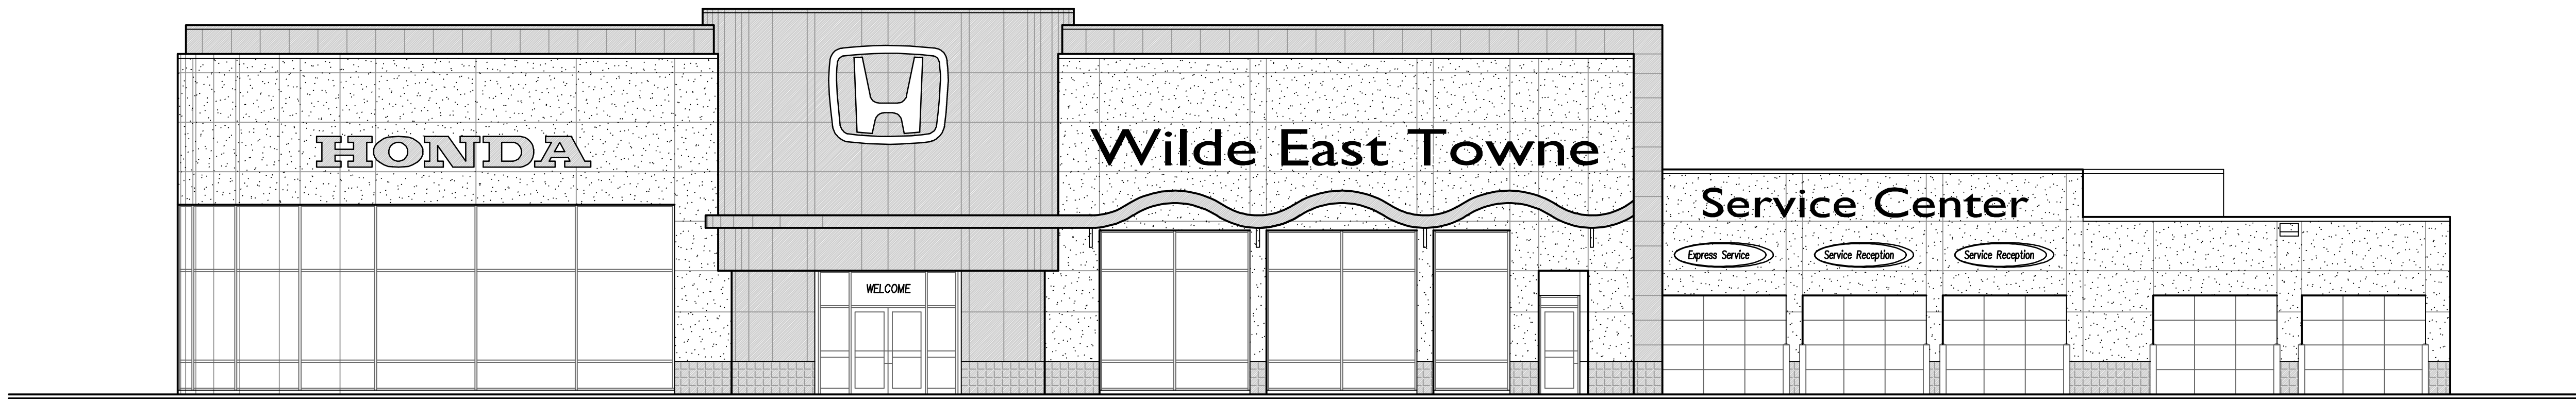 HONDA
WELCOME
Wilde East Towne
Service Center
Express Service
Service Reception
Service Reception